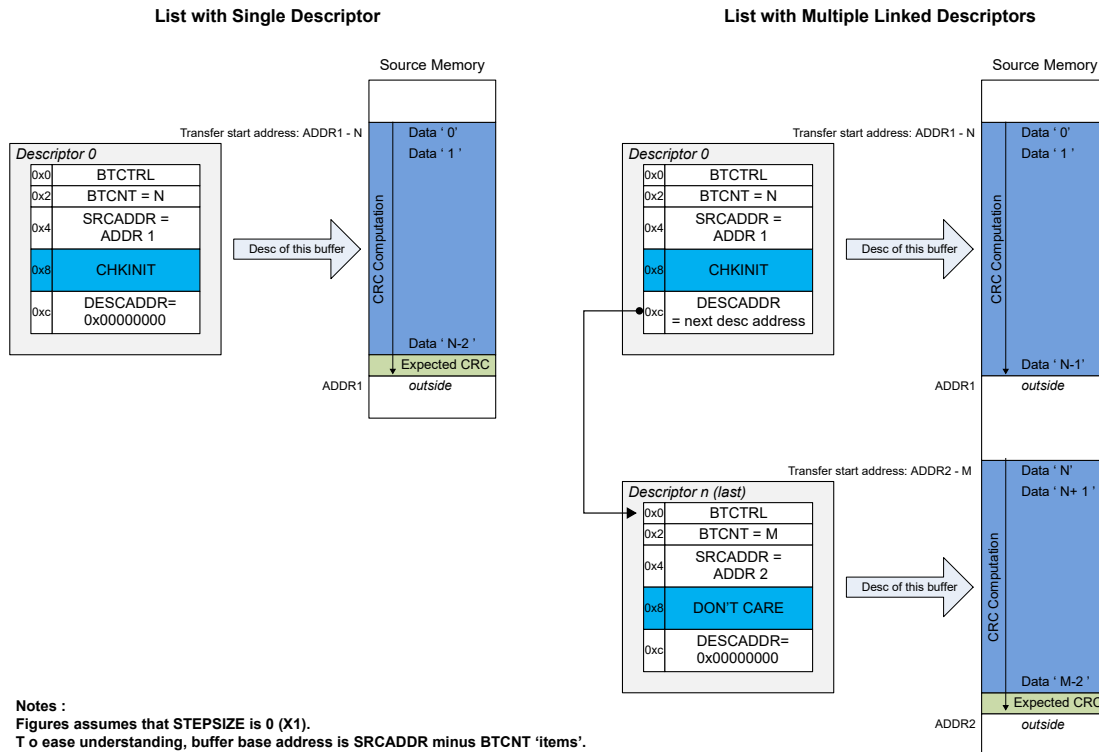 List with Single Descriptor
Source Memory
Transfer start address: ADDR1 - N
Data ‘ 0’
Data ‘ 1 ’
Descriptor 0
0x0 BTCTRL
0x2 BTCNT = N
0x4 SRCADDR =
ADDR 1
0x8 CHKINIT
0xc DESCADDR=
0x00000000
Desc of this buffer
CRC Computation
Data ‘ N-2 ’
Expected CRC
ADDR1
outside
List with Multiple Linked Descriptors
Source Memory
Transfer start address: ADDR1 - N
Data ‘ 0’
Data ‘ 1 ’
Descriptor 0
0x0 BTCTRL
0x2 BTCNT = N
0x4 SRCADDR =
ADDR 1
0x8 CHKINIT
0xc DESCADDR
= next desc address
Desc of this buffer
CRC Computation
Data ‘ N-1’
ADDR1
outside
Transfer start address: ADDR2 - M
Data ‘ N’
Data ‘ N+ 1 ’
Descriptor n (last)
0x0 BTCTRL
0x2 BTCNT = M
0x4 SRCADDR =
ADDR 2
0x8 DON’T CARE
0xc DESCADDR=
0x00000000
Desc of this buffer
CRC Computation
Data ‘ M-2 ’
Expected CRC
ADDR2
outside
Notes :
Figures assumes that STEPSIZE is 0 (X1).
T o ease understanding, buffer base address is SRCADDR minus BTCNT ‘items’.